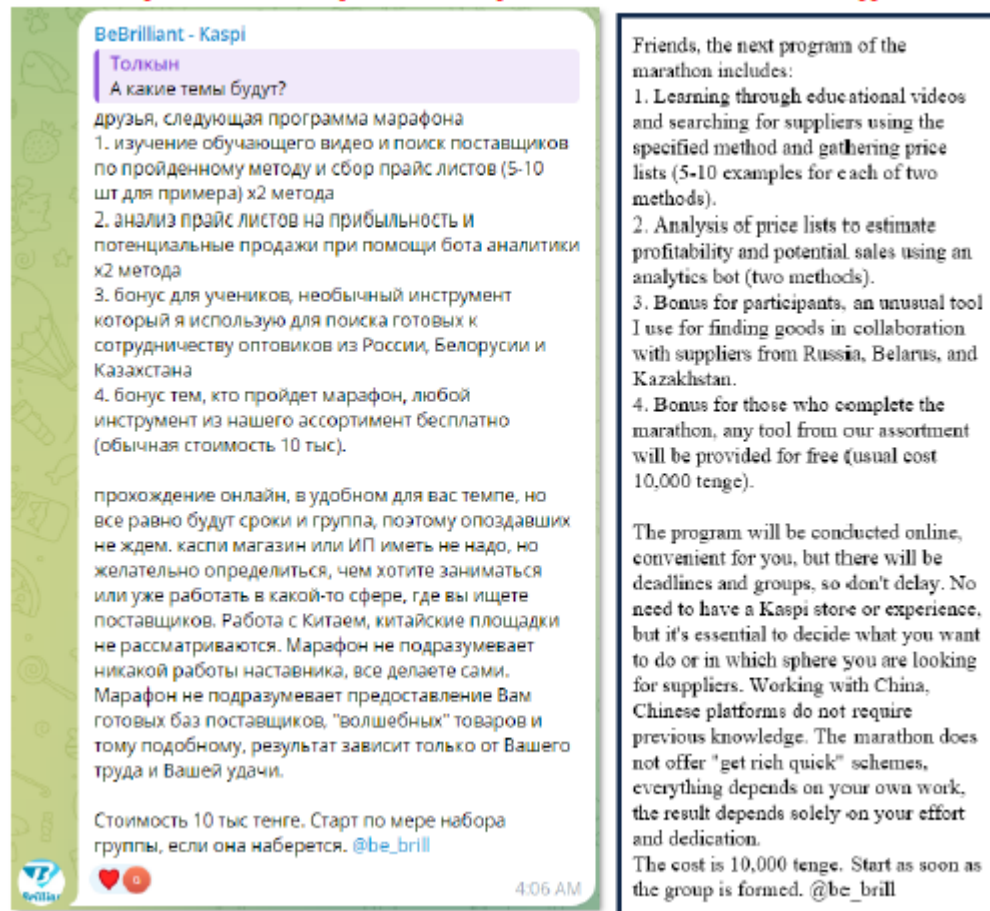 BeBrilliant - Kaspi
Толкын
А какие темы будут?
друзья, следующая программа марафона
1. изучение обучающего видео и поиск поставщиков
по пройденному методу и сбор прайс листов (5-10
шт для примера) x2 метода
2. анализ прайс листов на прибыльность и
потенциальные продажи при помощи бота аналитики
x2 метода
3. бонус для учеников, необычный инструмент
который я использую для поиска готовых к
сотрудничеству оптовиков из России, Белорусии и
Казахстана
4. бонус тем, кто пройдет марафон, любой
инструмент из нашего ассортимент бесплатно
(обычная стоимость 10 тыс).
прохождение онлайн, в удобном для вас темпе, но
все равно будут сроки и группа, поэтому опоздавших
не ждем. каспи магазин или ИП иметь не надо, но
желательно определиться, чем хотите заниматься
или уже работать в какой-то сфере, где вы ищете
поставщиков. Работа с Китаем, китайские площадки
не рассматриваются. Марафон не подразумевает
никакой работы наставника, все делаете сами.
Марафон не подразумевает предоставление Вам
готовых баз поставщиков, "волшебных" товаров и
тому подобному, результат зависит только от Вашего
труда и Вашей удачи.
Стоимость 10 тыс тенге. Старт по мере набора
группы, если она наберется. @be_brill
4:06 AM
Friends, the next program of the
marathon includes:
1. Learning through educational videos
and searching for suppliers using the
specified method and gathering price
lists (5-10 examples for each of two
methods).
2. Analysis of price lists to estimate
profitability and potential sales using an
analytics bot (two methods).
3. Bonus for participants, an unusual tool
I use for finding goods in collaboration
with suppliers from Russia, Belarus, and
Kazakhstan.
4. Bonus for those who complete the
marathon, any tool from our assortment
will be provided for free (usual cost
10,000 tenge).
The program will be conducted online,
convenient for you, but there will be
deadlines and groups, so don't delay. No
need to have a Kaspi store or experience,
but it's essential to decide what you want
to do or in which sphere you are looking
for suppliers. Working with China,
Chinese platforms do not require
previous knowledge. The marathon does
not offer "get rich quick" schemes,
everything depends on your own work,
the result depends solely on your effort
and dedication.
The cost is 10,000 tenge. Start as soon as
the group is formed. @be_brill